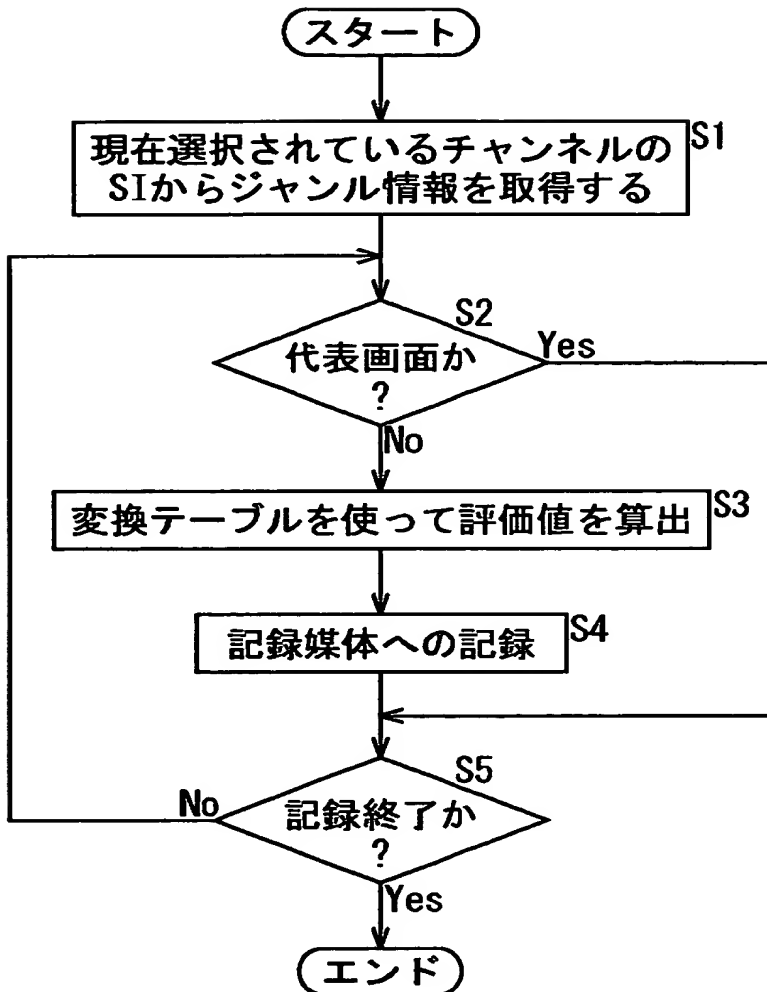 スタート
現在選択されているチャンネルの
SIからジャンル情報を取得する
S1
S2
代表画面か
?
Yes
No
変換テーブルを使って評価値を算出
S3
記録媒体への記録
S4
S5
記録終了か
?
No
Yes
エンド